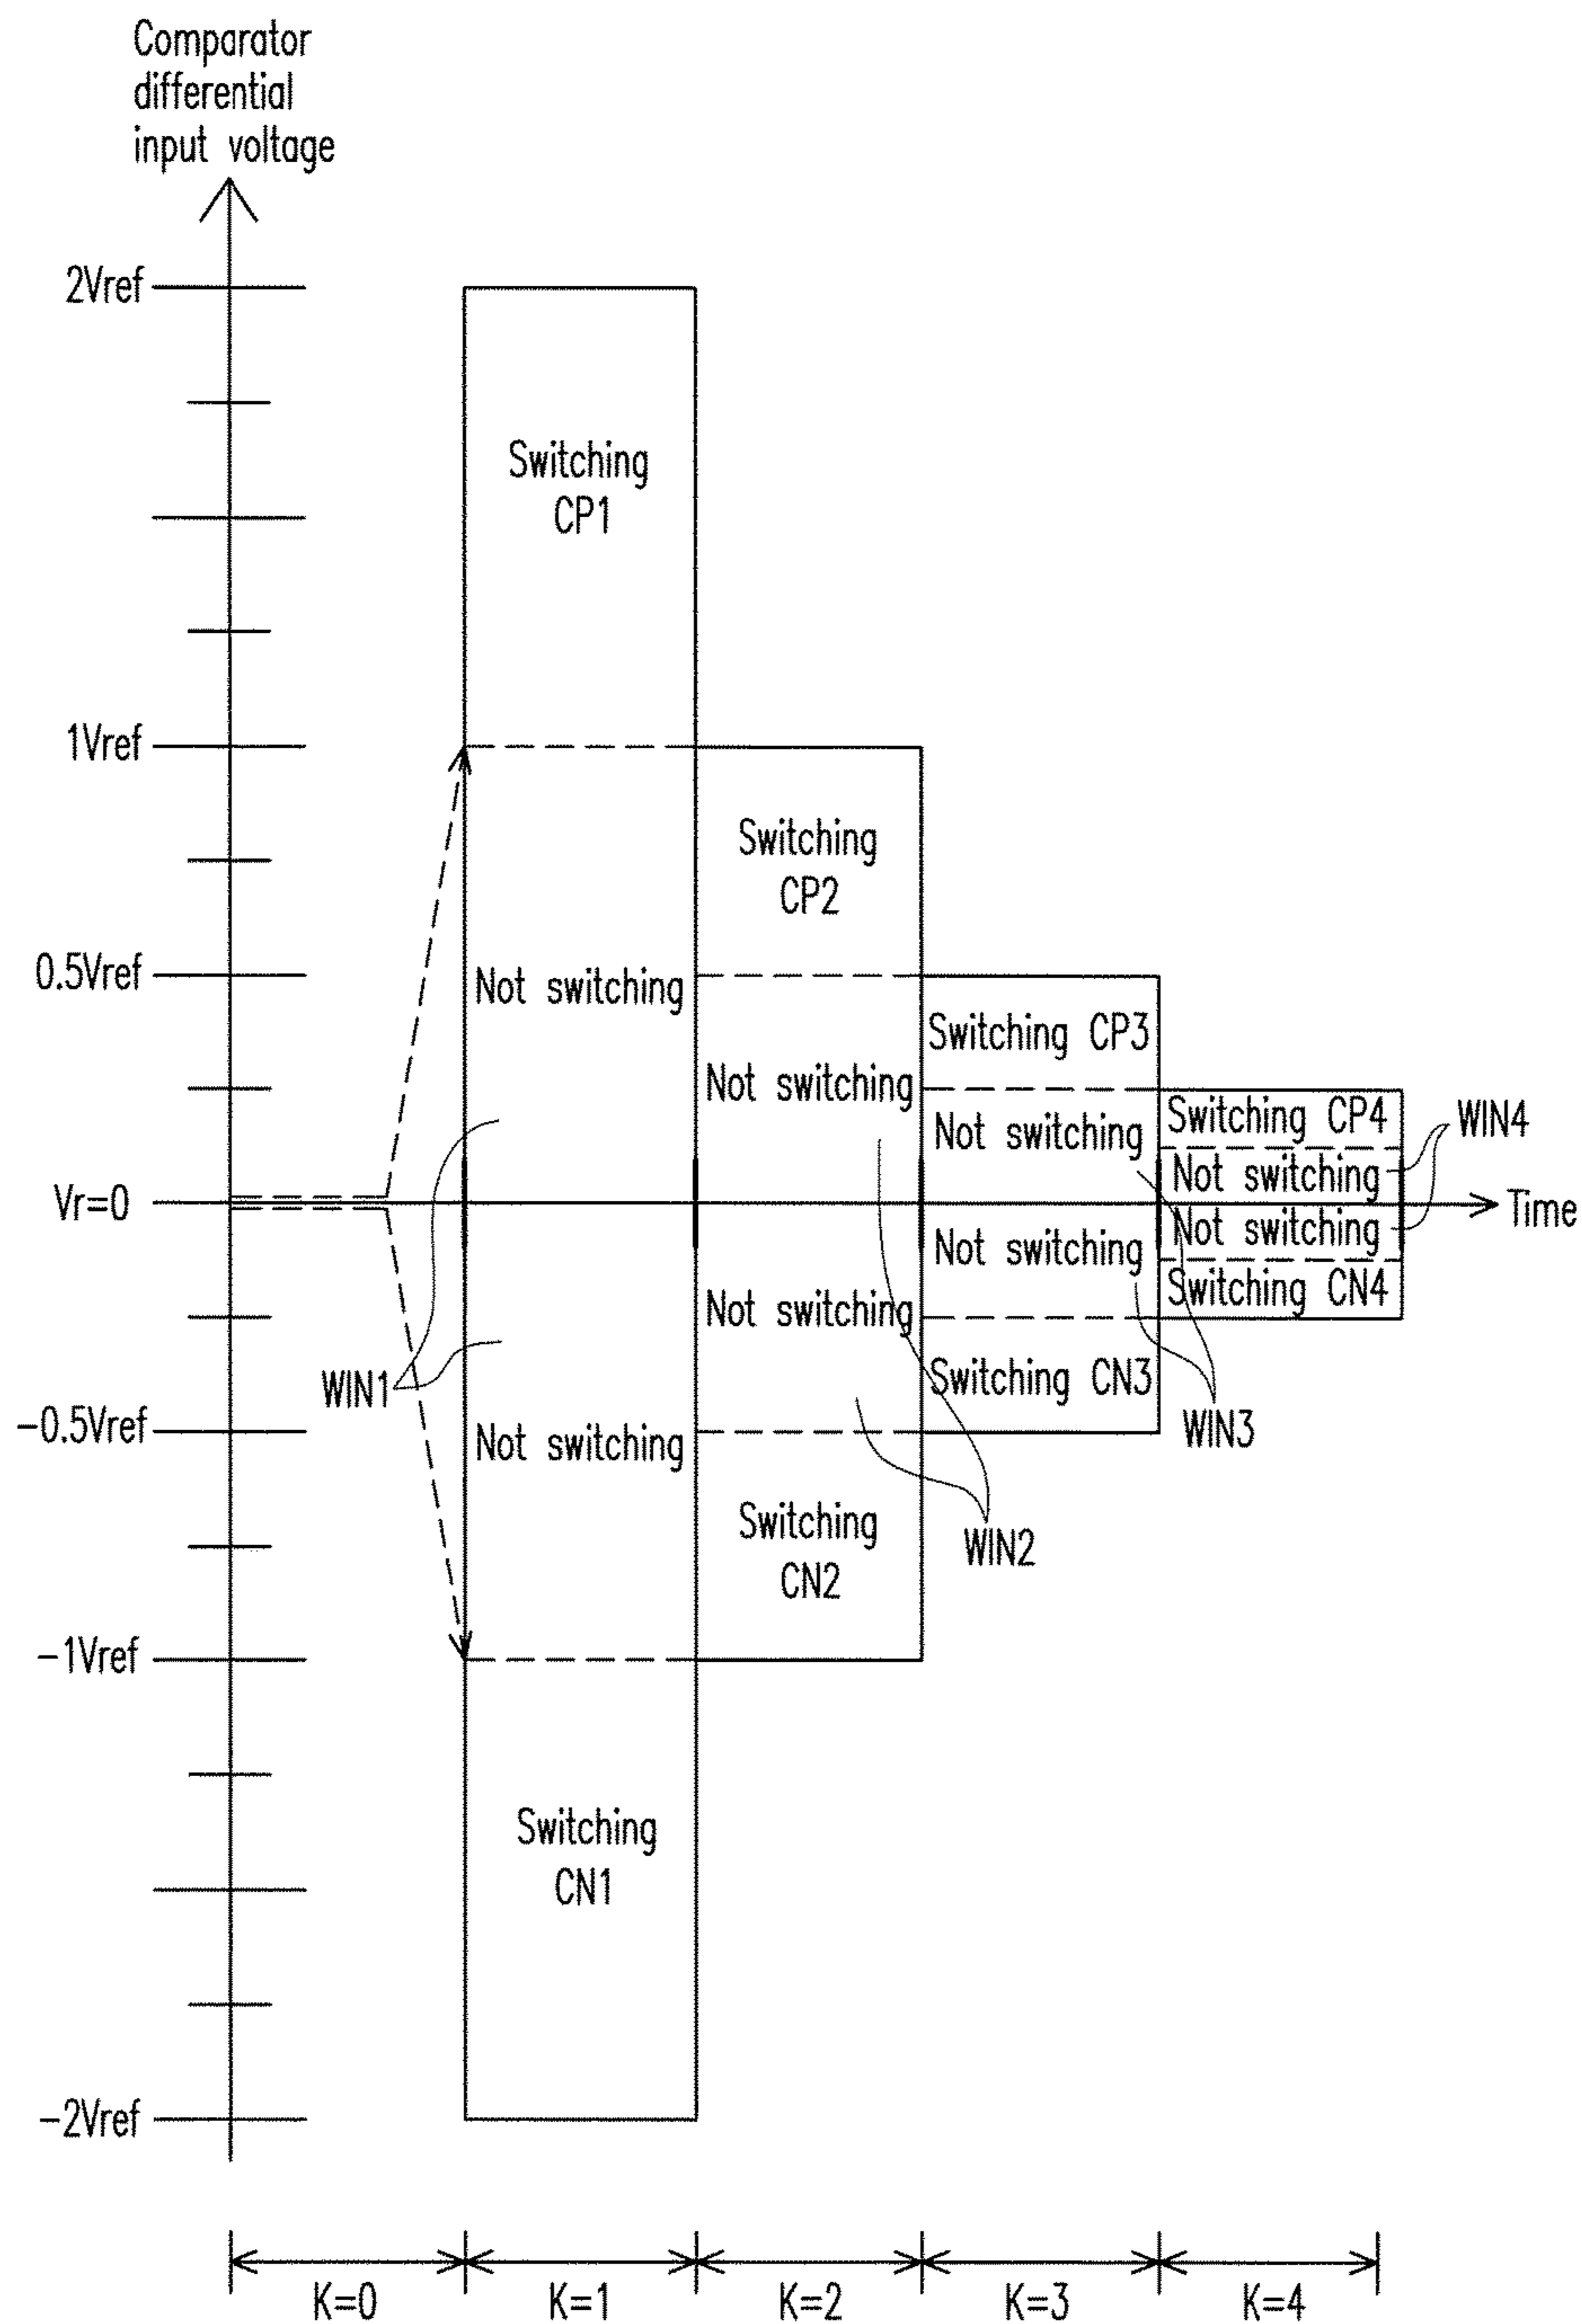 Comparator
differential
input voltage
2Vref
Switching
CP1
1Vref
Switching
CP2
0.5Vref
Not switching
Switching CP3
Not switching
Switching CP4
Not switching
WIN4
Not switching
Vr=0
Time
Not switching
Not switching
Switching CN4
Not switching
Switching CN3
WIN1
WIN3
-0.5Vref
Not switching
Switching
CN2
WIN2
-1Vref
Switching
CN1
-2Vref
K=0
K=1
K=2
K=3
K=4